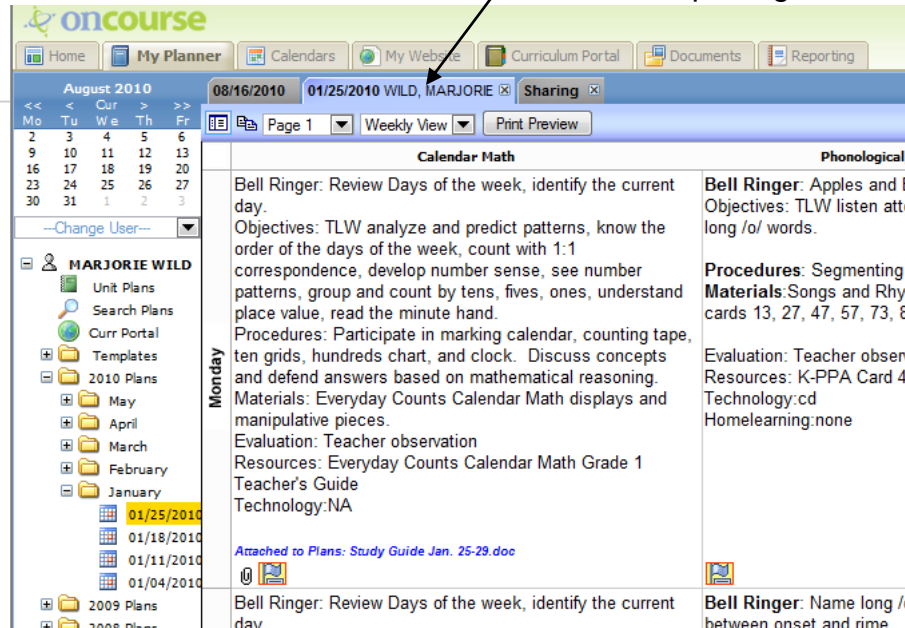 oncourse
Home My Planner Calendars My Website Curriculum Portal Documents Reporting
August 2010
<< < Cur > >>
Mo Tu We Th Fr
2 3 4 5 6
9 10 11 12 13
16 17 18 19 20
23 24 25 26 27
30 31 1 2 3
---Change User---
MARJORIE WILD
Unit Plans
Search Plans
Curr Portal
Templates
2010 Plans
May
April
March
February
January
01/25/2010
01/18/2010
01/11/2010
01/04/2010
2009 Plans
2008 Plans
08/16/2010 01/25/2010 WILD, MARJORIE Sharing
Page 1 Weekly View Print Preview
Calendar Math
Monday
Bell Ringer: Review Days of the week, identify the current
day.
Objectives: TLW analyze and predict patterns, know the
order of the days of the week, count with 1:1
correspondence, develop number sense, see number
patterns, group and count by tens, fives, ones, understand
place value, read the minute hand.
Procedures: Participate in marking calendar, counting tape,
ten grids, hundreds chart, and clock. Discuss concepts
and defend answers based on mathematical reasoning.
Materials: Everyday Counts Calendar Math displays and
manipulative pieces.
Evaluation: Teacher observation
Resources: Everyday Counts Calendar Math Grade 1
Teacher's Guide
Technology:NA
Attached to Plans: Study Guide Jan. 25-29.doc
Bell Ringer: Review Days of the week, identify the current
day
Phonological
Bell Ringer: Apples and
Objectives: TLW listen
long /o/ words.
Procedures: Segmenting
Materials:Songs and
cards 13, 27, 47, 57, 73,
Evaluation: Teacher
Resources: K-PPA Card 4
Technology:cd
Homelearning:none
Bell Ringer: Name long
between onset and rime